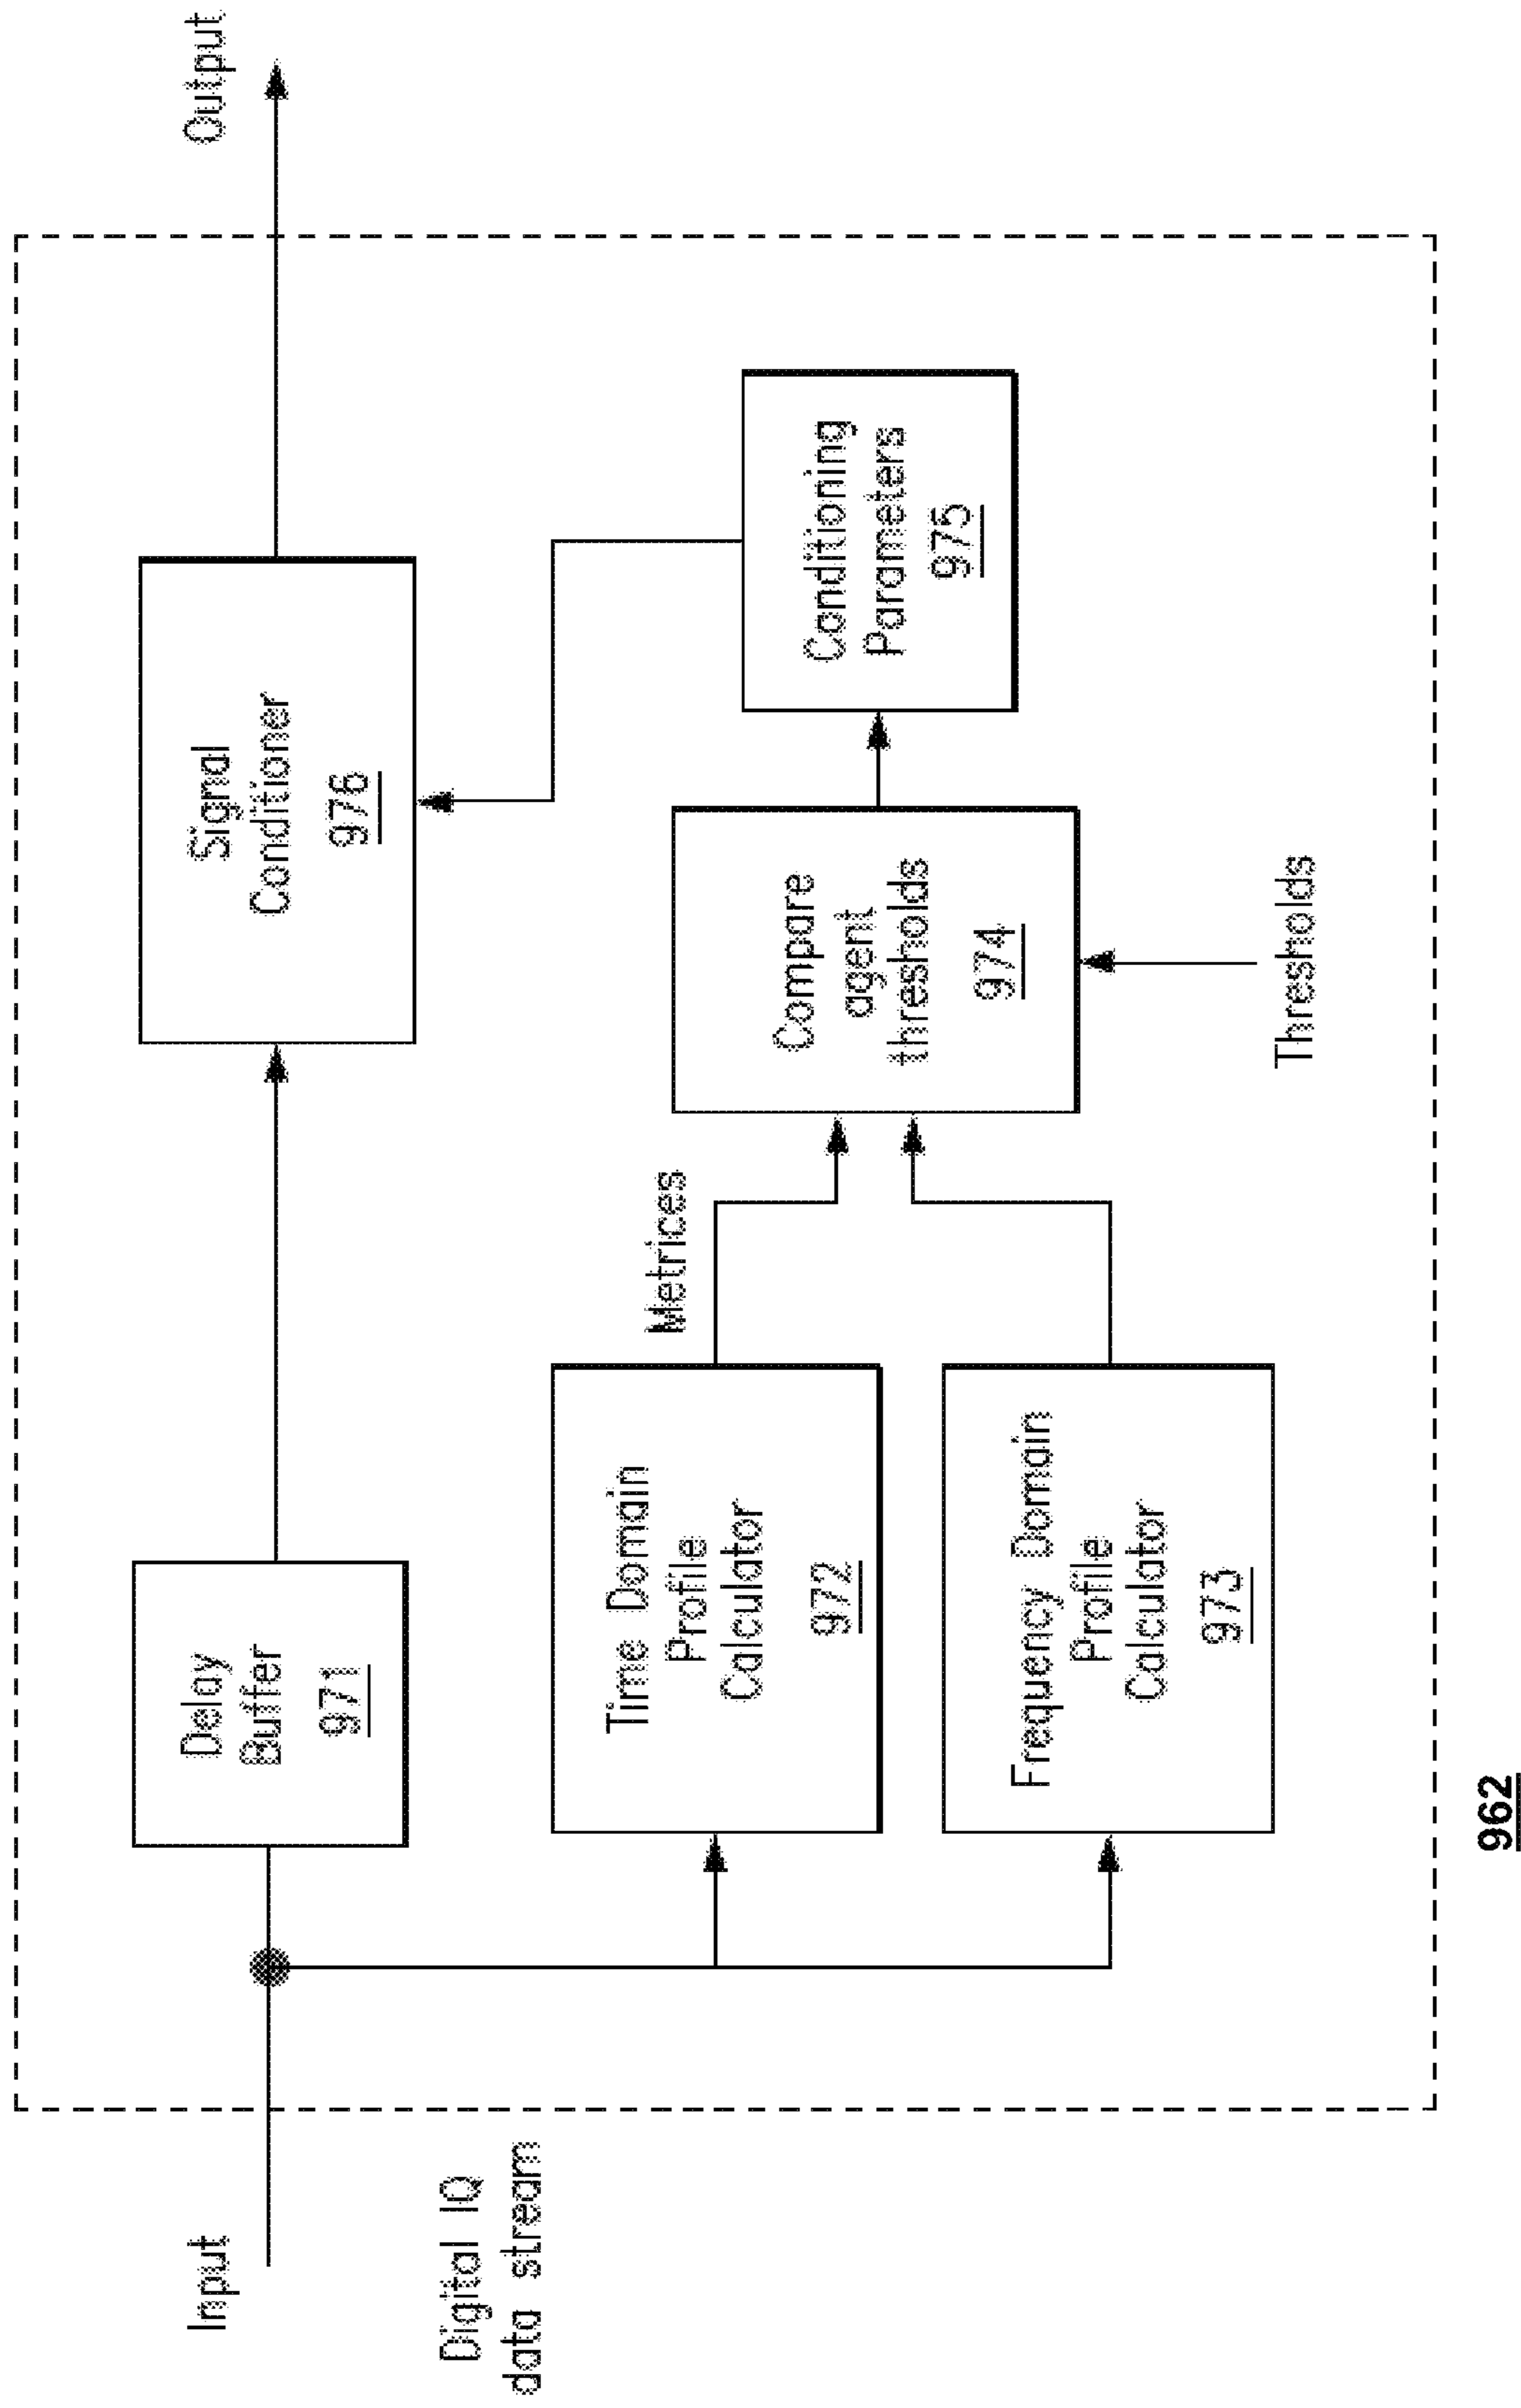 Input
Digital IQ
data stream
Delay
Buffer
971
Signal
Conditioner
976
Output
Time Domain
Profile
Calculator
972
Metrices
Frequency Domain
Profile
Calculator
973
Compare
agent
thresholds
974
Conditioning
Parameters
975
Thresholds
962